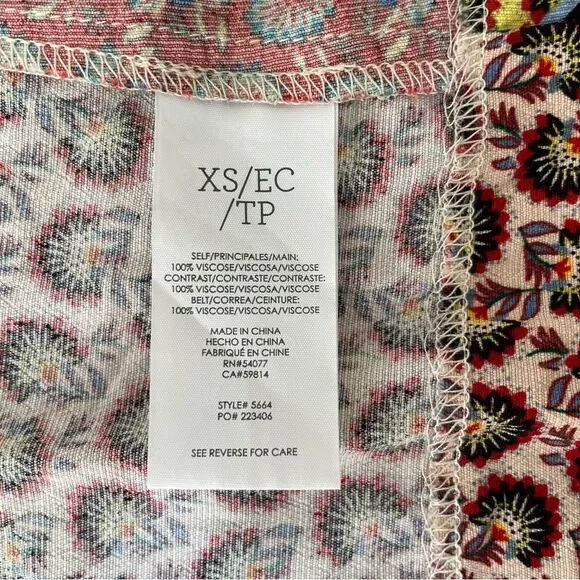 XS/EC
/TP
SELF/PRINCIPALES/MAIN:
100% VISCOSE/VISCOSA/VISCOSE
CONTRAST/CONTRASTE/CONTRASTE:
100% VISCOSE/VISCOSA/VISCOSE
BELT/CORREA/CEINTURE:
100% VISCOSE/VISCOSA/VISCOSE
MADE IN CHINA
HECHO EN CHINA
FABRIQUÉ EN CHINE
RN#54077
CA#59814
STYLE# 5664
PO# 223406
SEE REVERSE FOR CARE